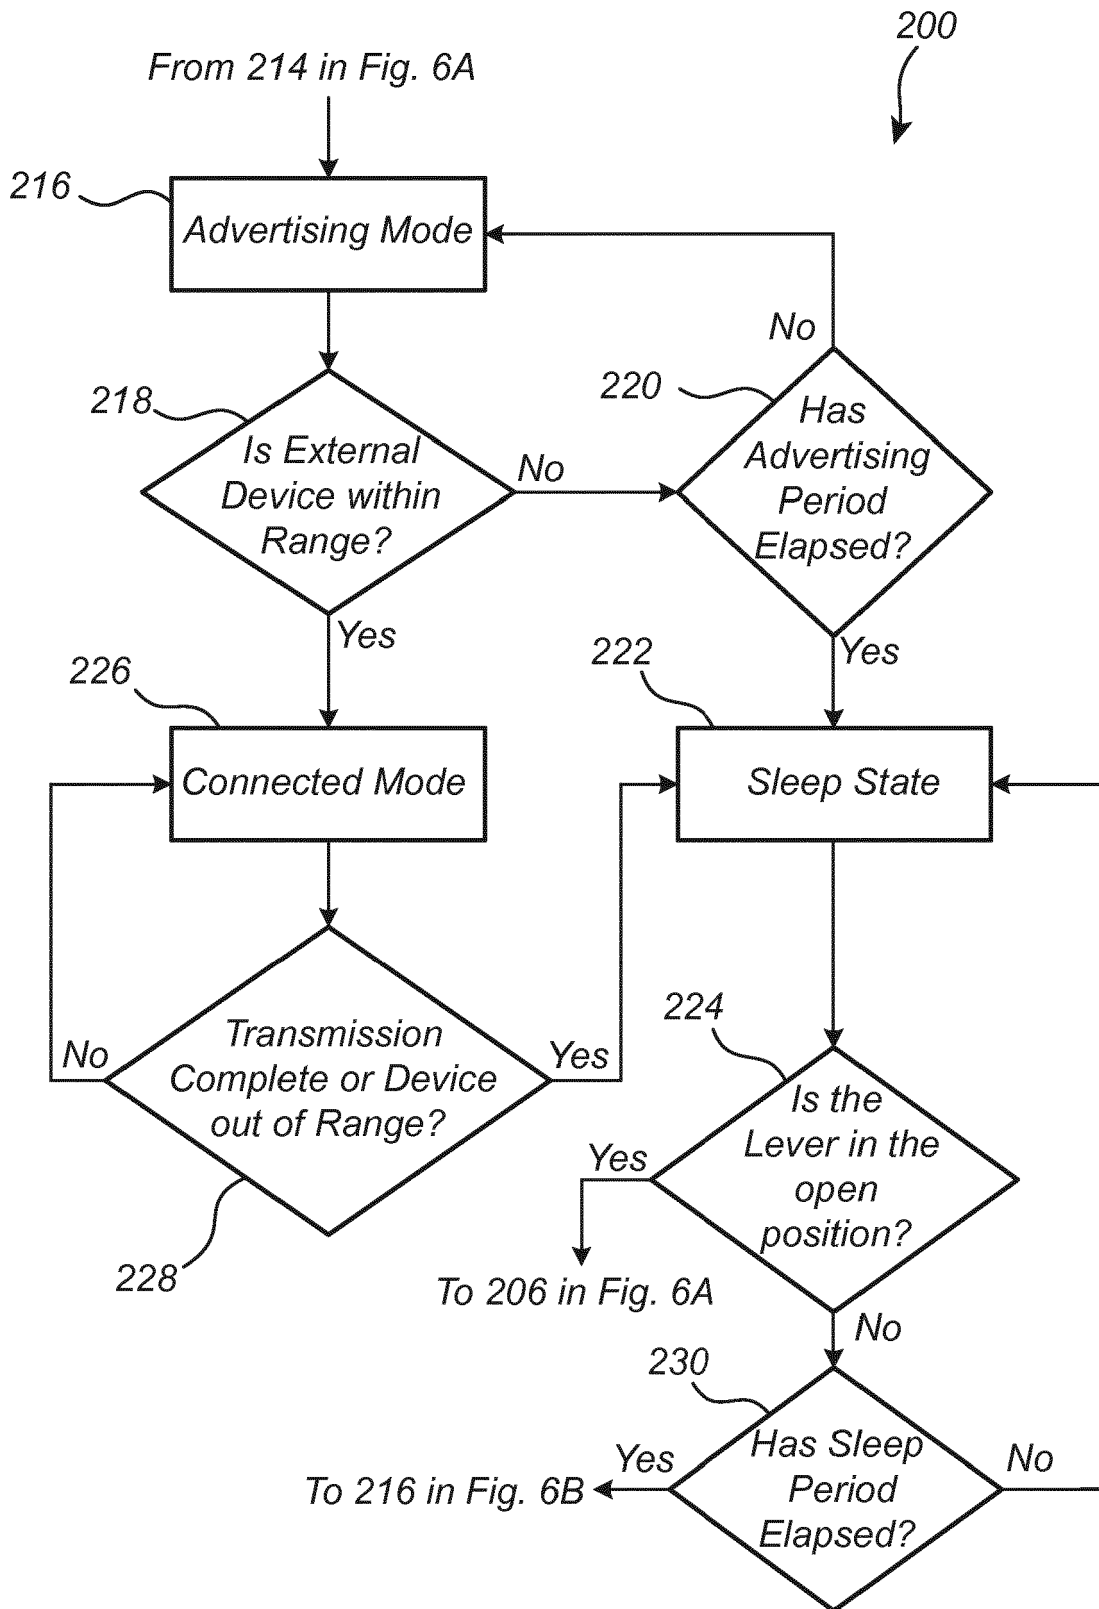 200
From 214 in Fig. 6A
216
Advertising Mode
No
218
220
Is External
Device within
Range?
No
Has
Advertising
Period
Elapsed?
Yes
Yes
226
222
Connected Mode
Sleep State
224
Transmission
Complete or Device
out of Range?
No
Yes
Is the
Lever in the
open
position?
Yes
228
To 206 in Fig. 6A
No
230
Has Sleep
Period
Elapsed?
Yes
No
To 216 in Fig. 6B